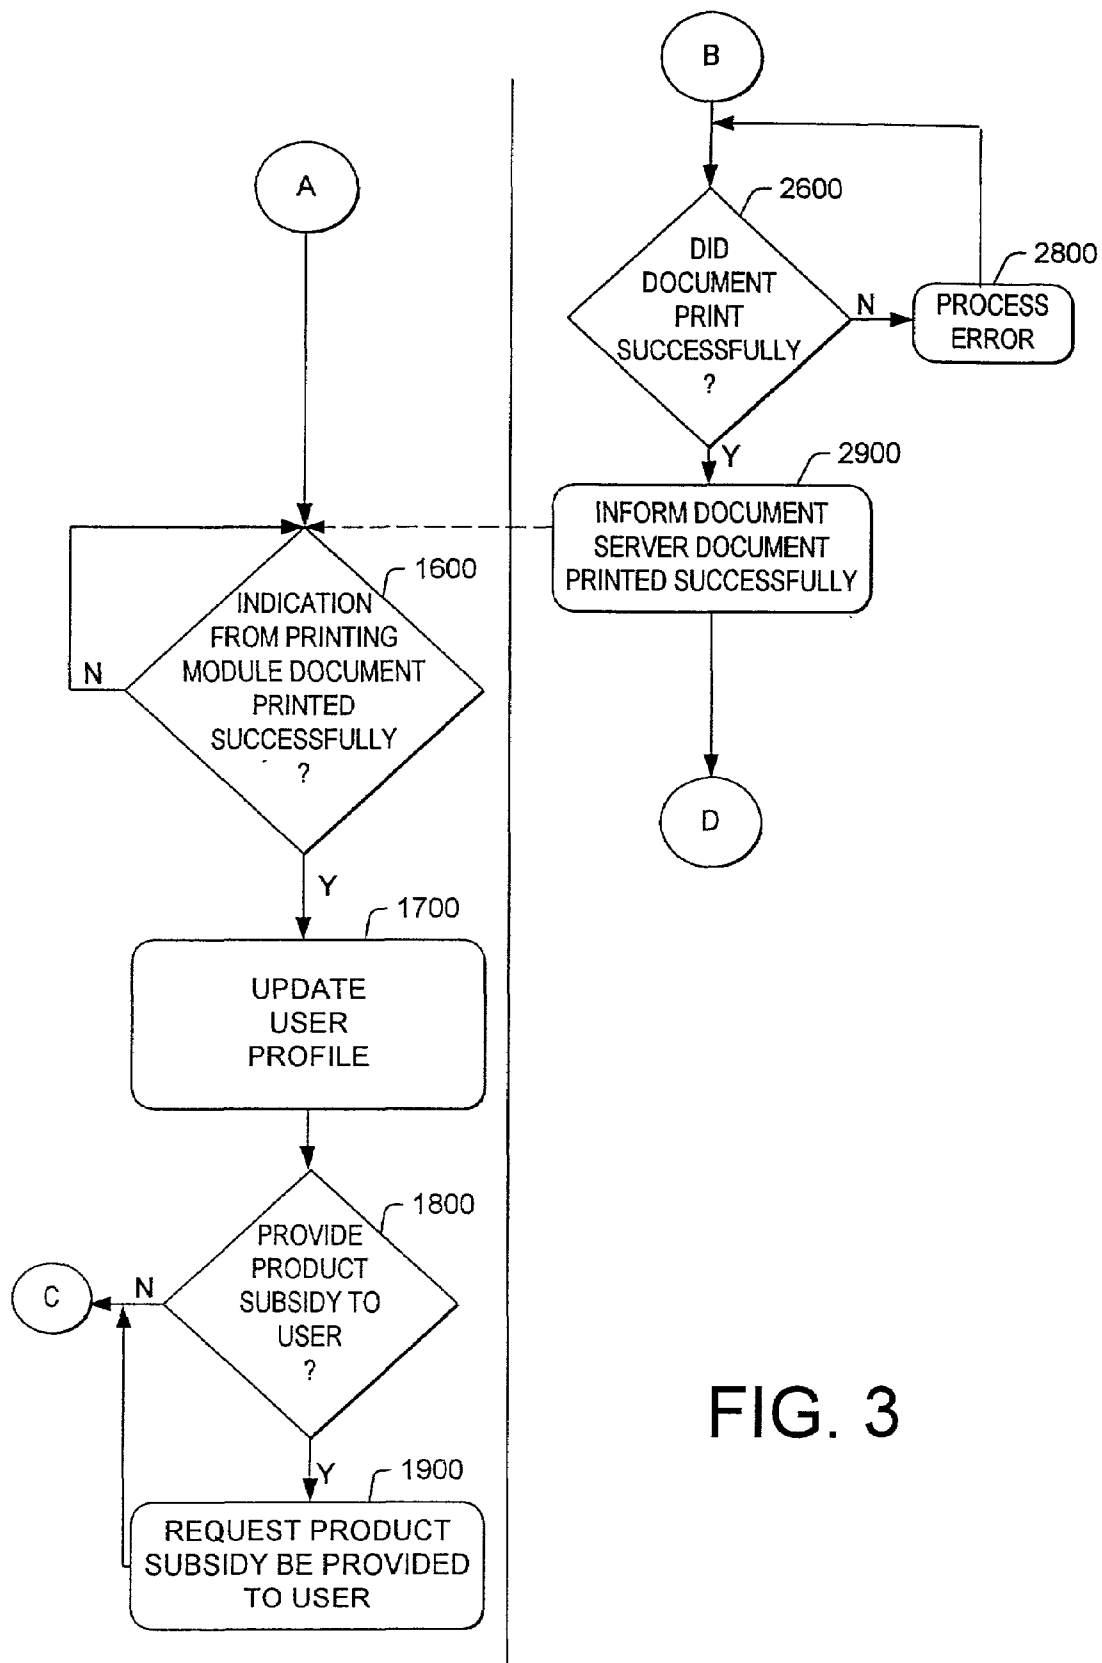 A
1600
INDICATION
FROM PRINTING
MODULE DOCUMENT
PRINTED
SUCCESSFULLY
?
N
Y
1700
UPDATE
USER
PROFILE
1800
PROVIDE
PRODUCT
SUBSIDY TO
USER
?
N
C
Y
1900
REQUEST PRODUCT
SUBSIDY BE PROVIDED
TO USER
B
2600
DID
DOCUMENT
PRINT
SUCCESSFULLY
?
N
2800
PROCESS
ERROR
Y
2900
INFORM DOCUMENT
SERVER DOCUMENT
PRINTED SUCCESSFULLY
D
FIG. 3